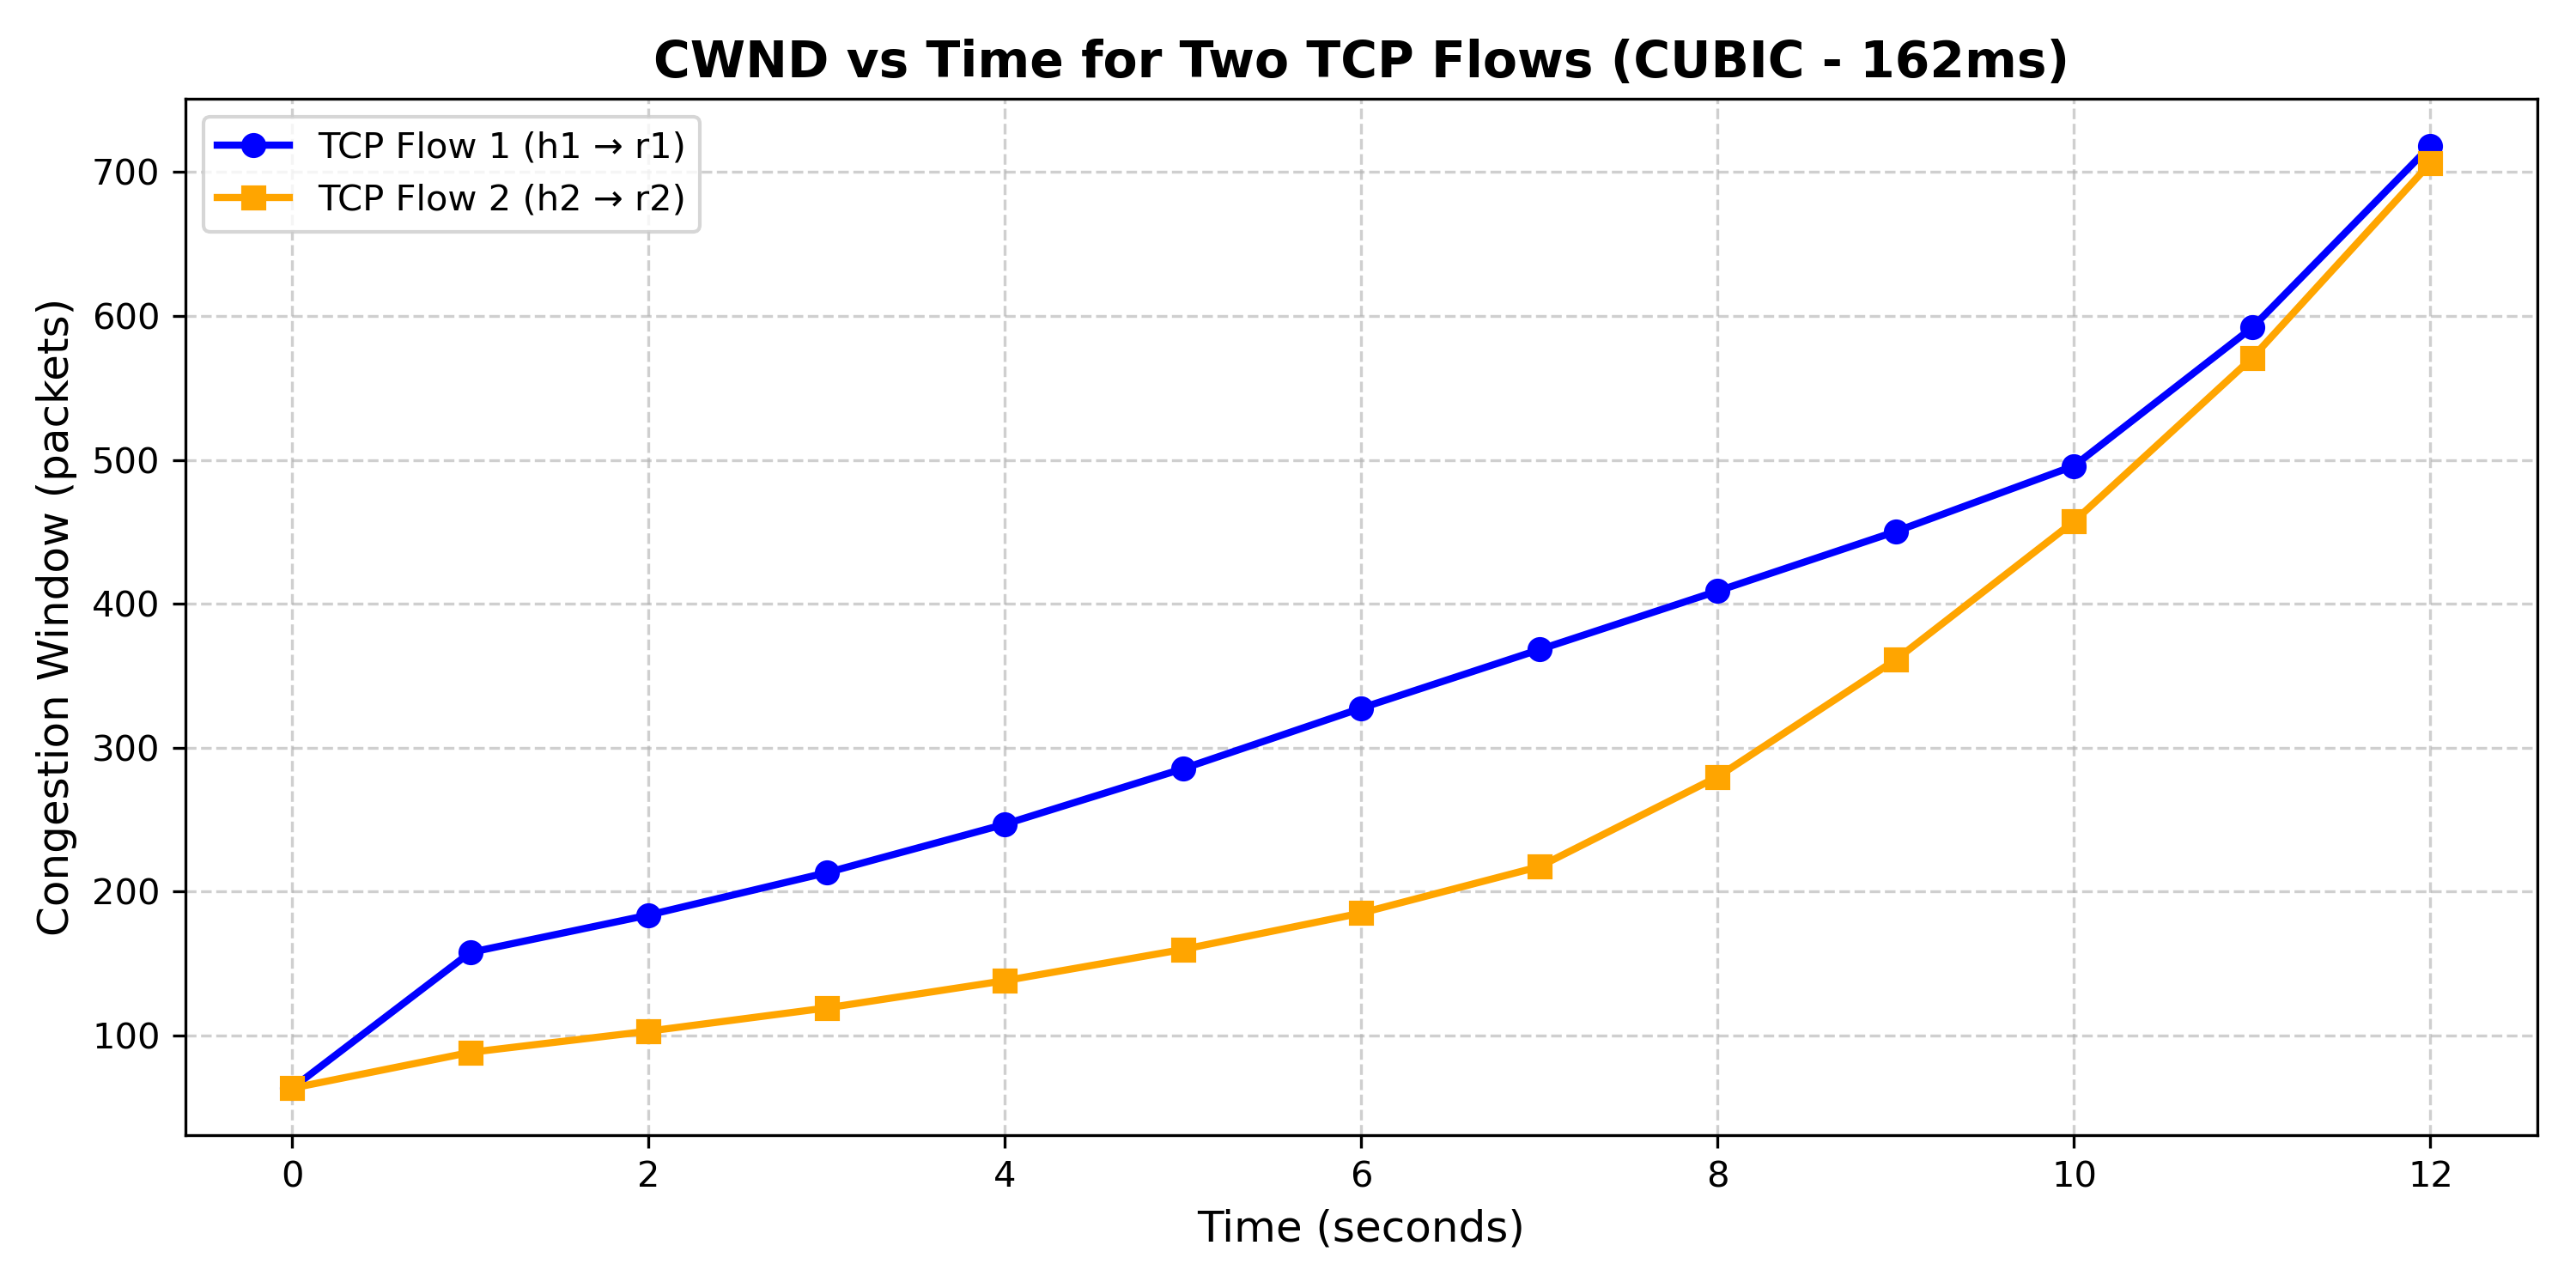 CWND vs Time for Two TCP Flows (CUBIC - 162ms)
TCP Flow 1 (h1 → r1)
TCP Flow 2 (h2 → r2)
Congestion Window (packets)
700
600
500
400
300
200
100
0 2 4 6 8 10 12
Time (seconds)